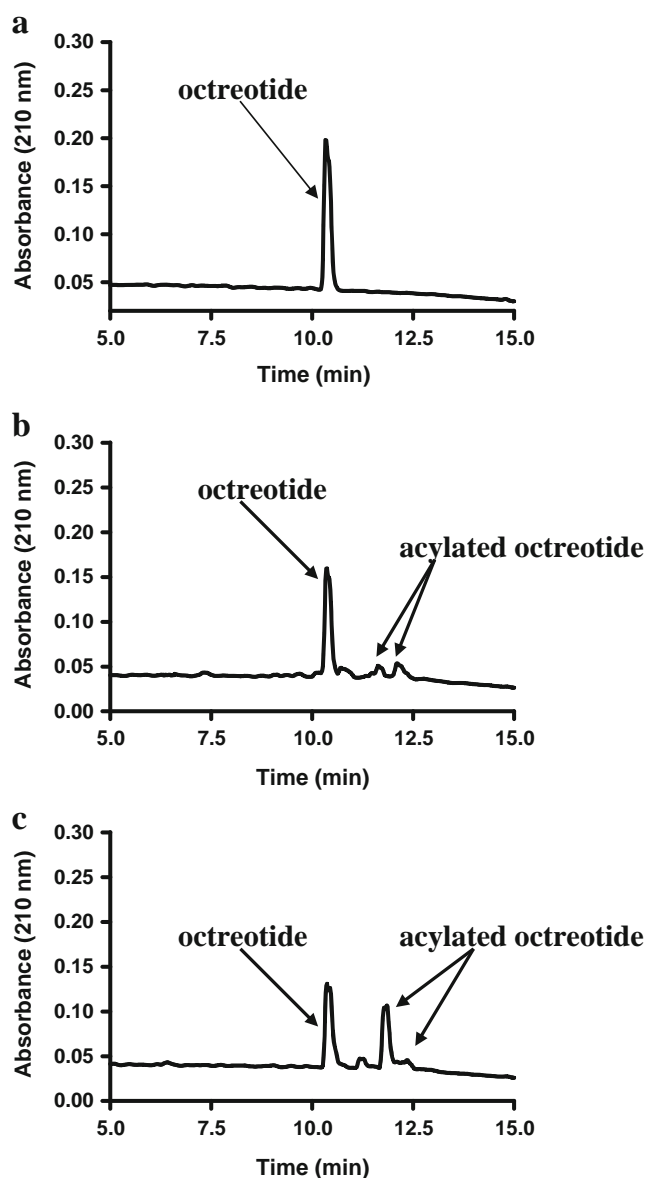 a
0.30
0.25
0.20
0.15
0.10
0.05
Absorbance (210 nm)
octreotide
5.0 7.5 10.0 12.5 15.0
Time (min)
b
0.30
0.25
0.20
0.15
0.10
0.05
0.00
Absorbance (210 nm)
octreotide
acylated octreotide
5.0 7.5 10.0 12.5 15.0
Time (min)
c
0.30
0.25
0.20
0.15
0.10
0.05
0.00
Absorbance (210 nm)
octreotide
acylated octreotide
5.0 7.5 10.0 12.5 15.0
Time (min)